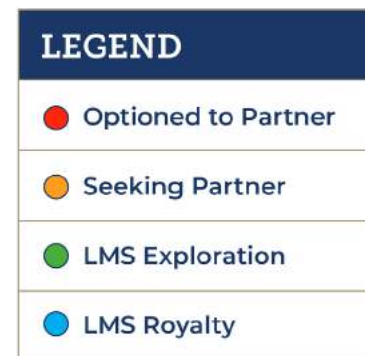 LEGEND
Optioned to Partner
Seeking Partner
LMS Exploration
LMS Royalty